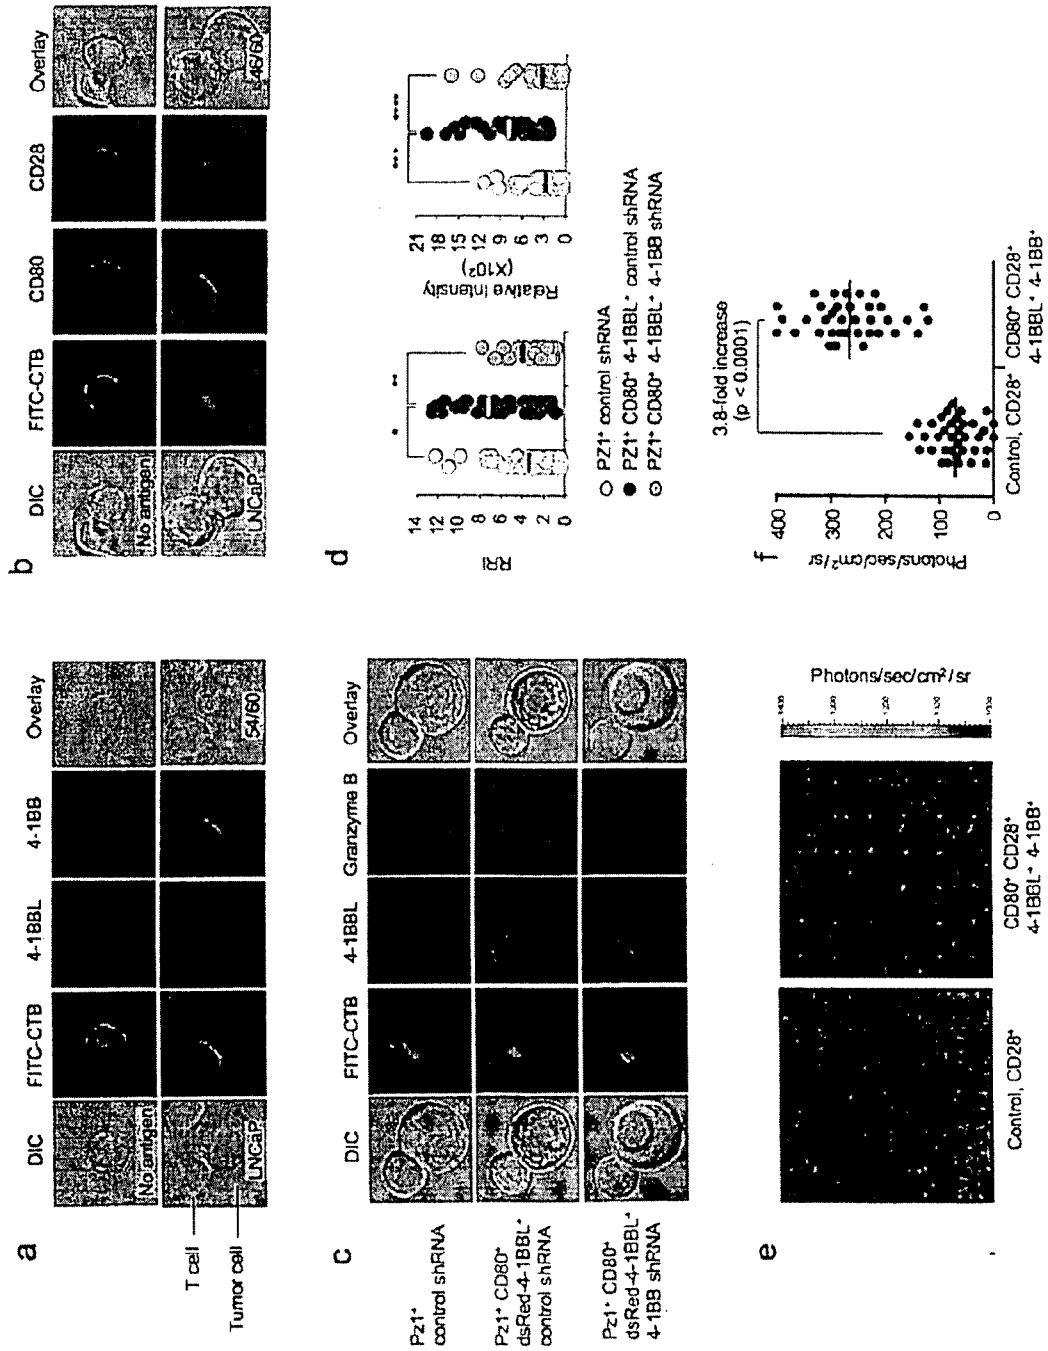 a
DIC
FITC-CTB
4-1BBL
4-1BB
Overlay
No antigen
T cell
Tumor cell
LNCaP
54/60
b
DIC
FITC-CTB
CD80
CD28
Overlay
No antigen
LNCaP
46/60
c
DIC
FITC-CTB
4-1BBL
Granzyme B
Overlay
Pz1⁺
control shRNA
Pz1⁺ CD80⁺
dsRed-4-1BBL⁺
control shRNA
Pz1⁺ CD80⁺
dsRed-4-1BBL⁺
4-1BB shRNA
d
RRI
14
12
10
8
6
4
2
0
*
**
Relative Intensity
(X10²)
21
18
15
12
9
6
3
0
***
****
PZ1⁺ control shRNA
PZ1⁺ CD80⁺ 4-1BBL⁺ control shRNA
PZ1⁺ CD80⁺ 4-1BBL⁺ 4-1BB shRNA
e
Control, CD28⁺
CD80⁺ CD28⁺
4-1BBL⁺ 4-1BB⁺
Photons/sec/cm²/sr
f
3.8-fold increase
(p < 0.0001)
Photons/sec/cm²/sr
400
300
200
100
0
Control, CD28⁺
CD80⁺ CD28⁺
4-1BBL⁺ 4-1BB⁺